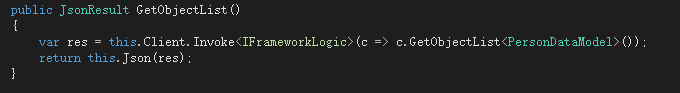 public JsonResult GetObjectList()
{
    var res = this.Client.Invoke<IFrameworkLogic>(c => c.GetObjectList<PersonDataModel>());
    return this.Json(res);
}